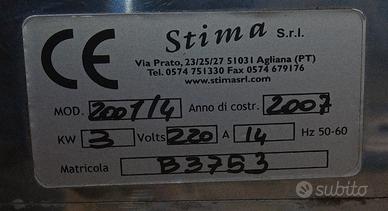 CE Stima S.r.l.
Via Prato, 23/25/27 51031 Agliana (PT)
Tel. 0574 751330 Fax 0574 679176
www.stimasrl.com
MOD. 2001/4 Anno di costr. 2007
KW 3 Volts 220 A 14 Hz 50-60
Matricola B3753
subito